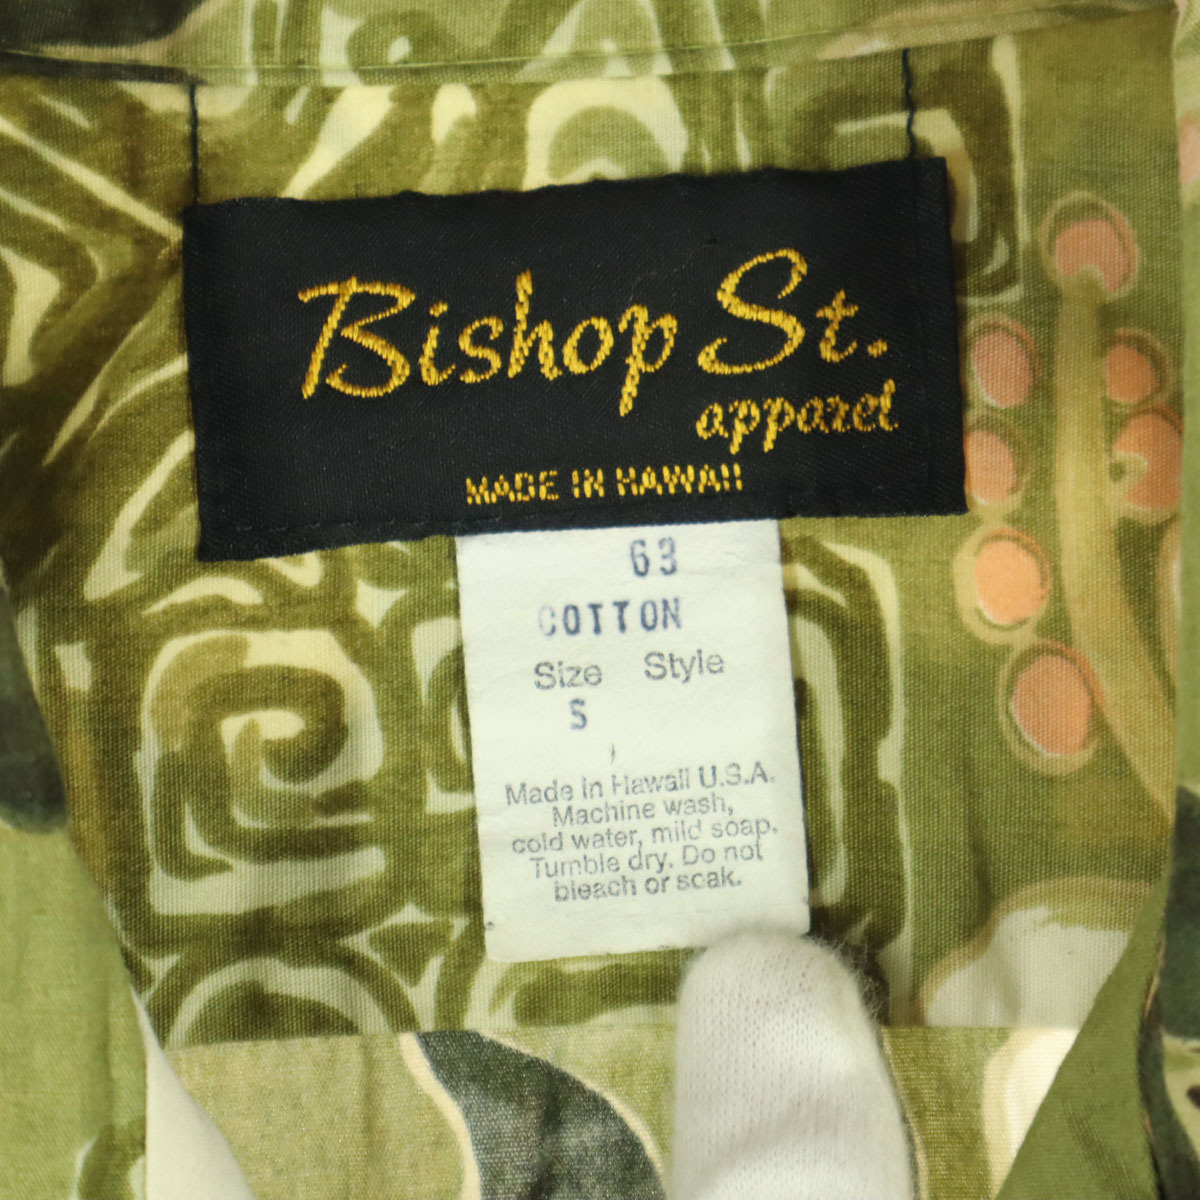 Bishop St.
apparel
MADE IN HAWAII
63
COTTON
Size Style
S
Made in Hawaii U.S.A.
Machine wash,
cold water, mild soap.
Tumble dry. Do not
bleach or soak.